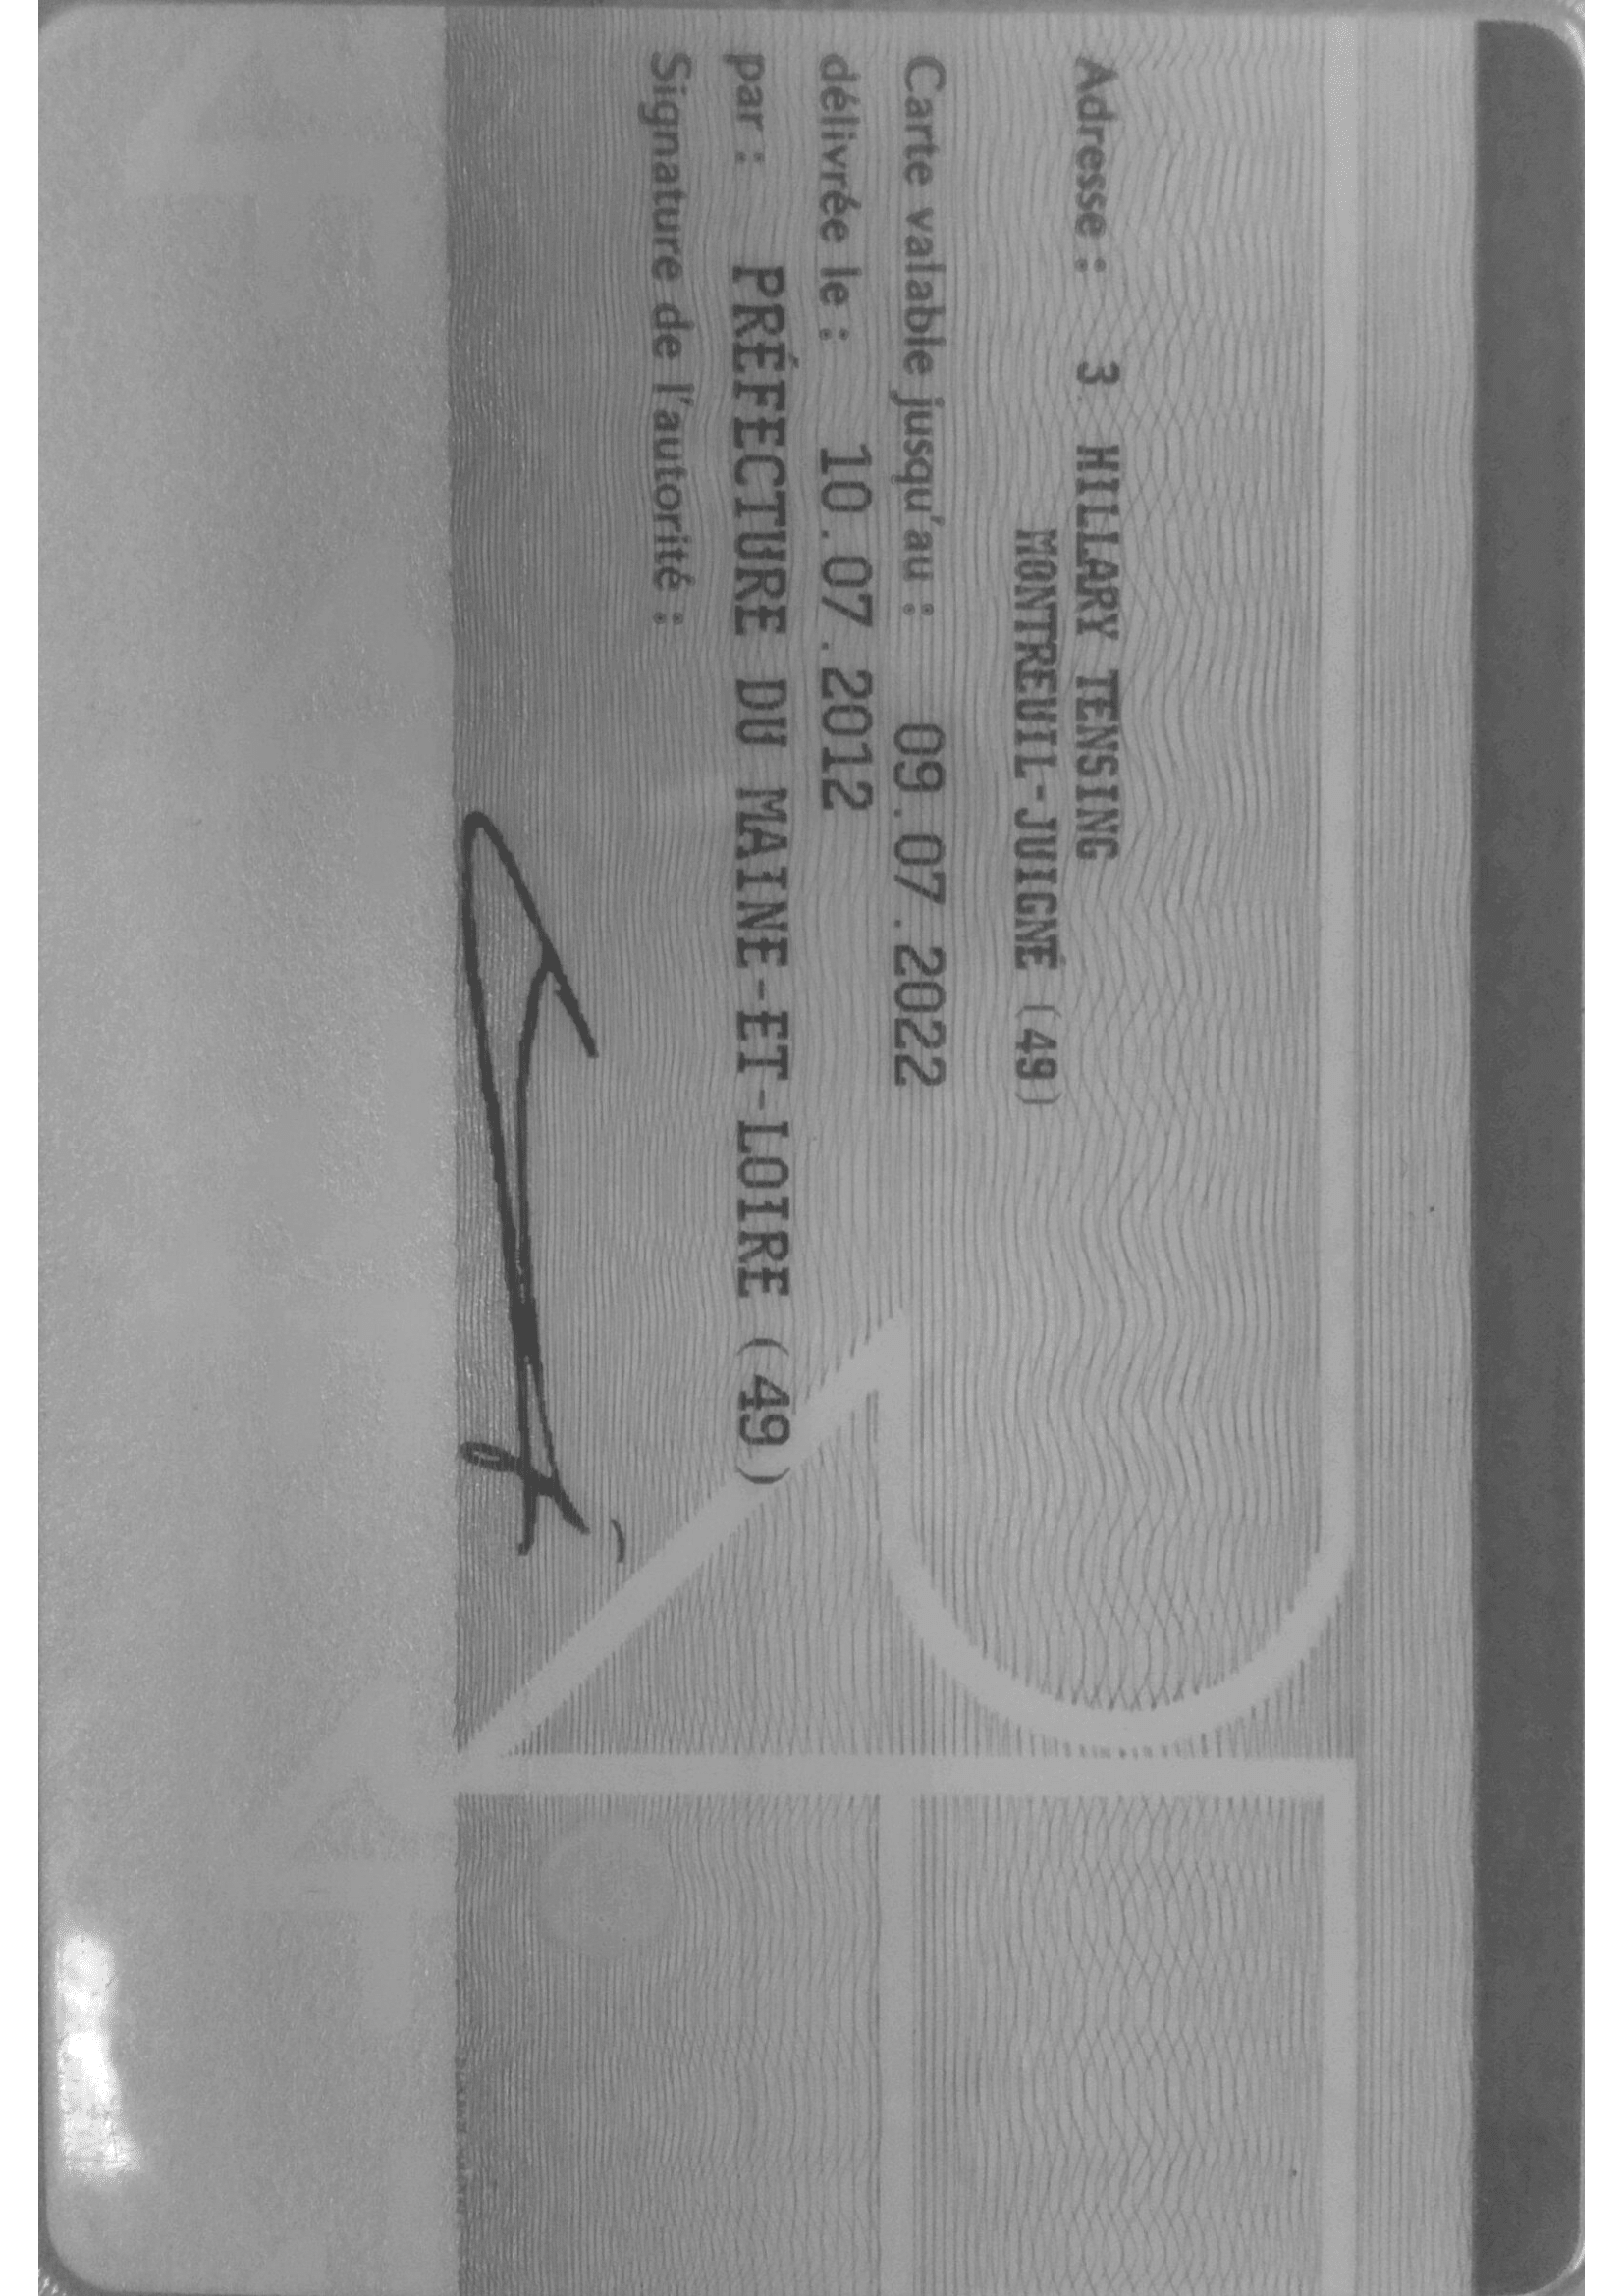 Adresse : 3 HILLARY TENSING
MONTREUIL-JUIGNÉ (49)
Carte valable jusqu'au : 09.07.2022
délivrée le : 10.07.2012
par : PRÉFECTURE DU MAINE-ET-LOIRE (49)
Signature de l'autorité :